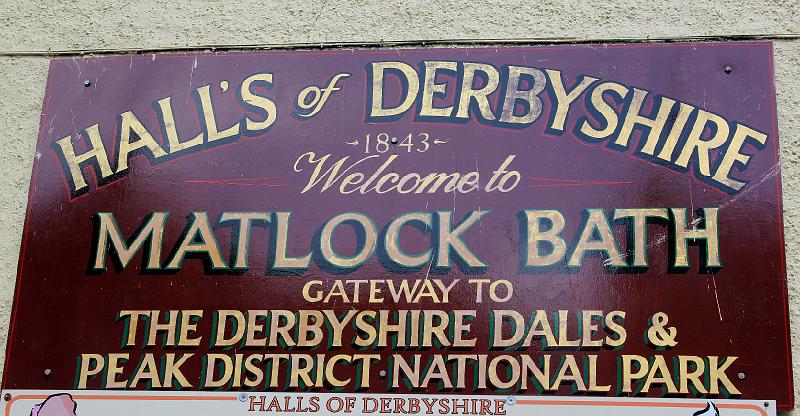 HALL'S of DERBYSHIRE
1843
Welcome to
MATLOCK BATH
GATEWAY TO
THE DERBYSHIRE DALES &
PEAK DISTRICT NATIONAL PARK
HALLS OF DERBYSHIRE